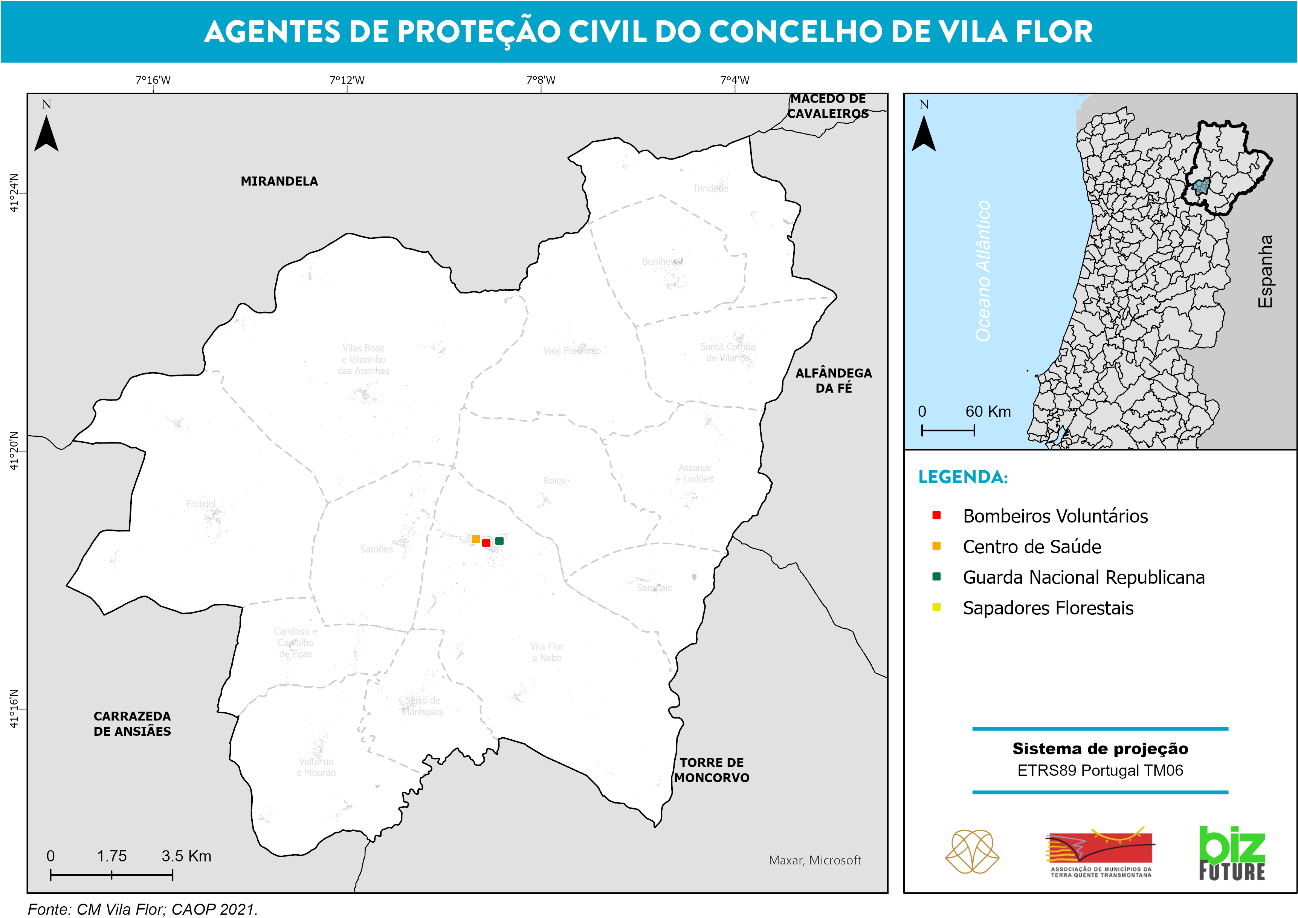 AGENTES DE PROTEÇÃO CIVIL DO CONCELHO DE VILA FLOR
7°16'W
7°12'W
7°8'W
7°4'W
41°24'N
41°20'N
41°16'N
N
MACEDO DE
CAVALEIROS
MIRANDELA
Trindade
Benlhevai
Vilas Boas
e Vilarinho
das Azenhas
Vale Frechoso
Santa Comba
de Vilariça
ALFÂNDEGA
DA FÉ
Freixiel
Roios
Assares
e Lodões
Samões
Sampaio
Candoso e
Carvalho
de Egas
Vila Flor
e Nabo
Seixo de
Manhoses
CARRAZEDA
DE ANSIÃES
Valtorno
e Mourão
TORRE DE
MONCORVO
0 1.75 3.5 Km
Maxar, Microsoft
Fonte: CM Vila Flor; CAOP 2021.
N
Oceano Atlântico
Espanha
0 60 Km
LEGENDA:
Bombeiros Voluntários
Centro de Saúde
Guarda Nacional Republicana
Sapadores Florestais
Sistema de projeção
ETRS89 Portugal TM06
ASSOCIAÇÃO DE MUNICÍPIOS DA
TERRA QUENTE TRANSMONTANA
biz
FUTURE